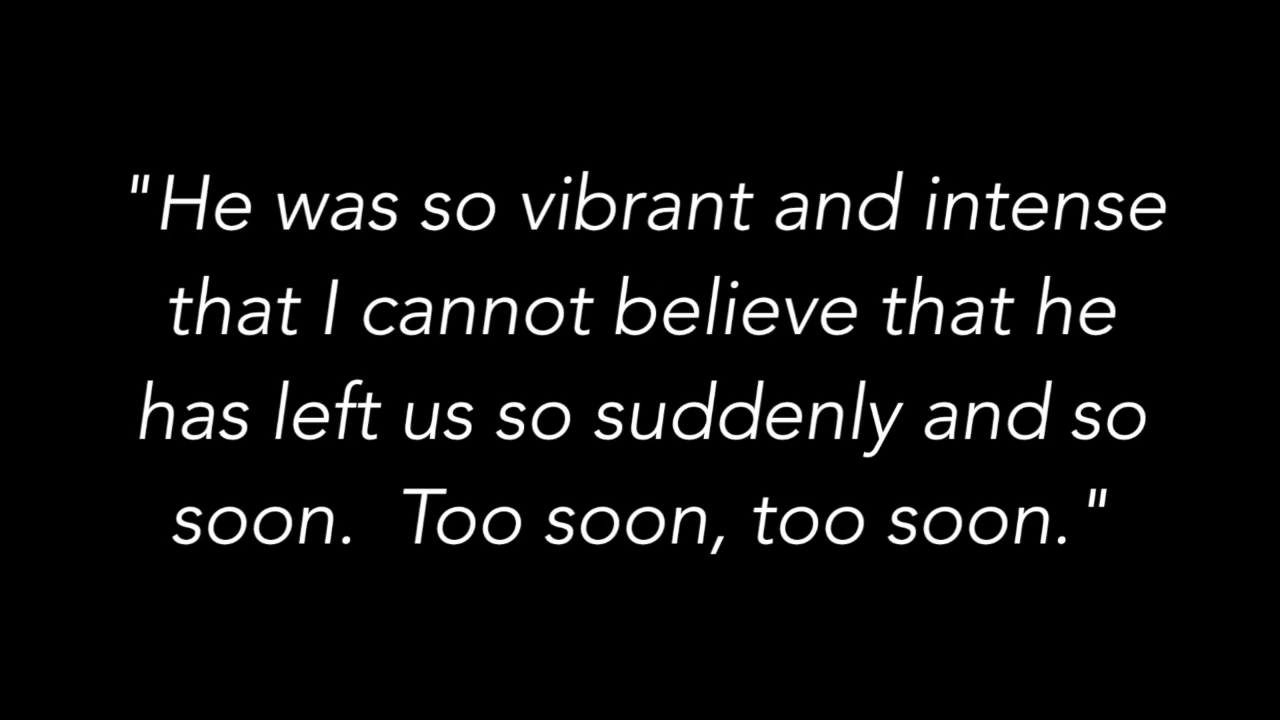 "He was so vibrant and intense
that I cannot believe that he
has left us so suddenly and so
soon.  Too soon, too soon."